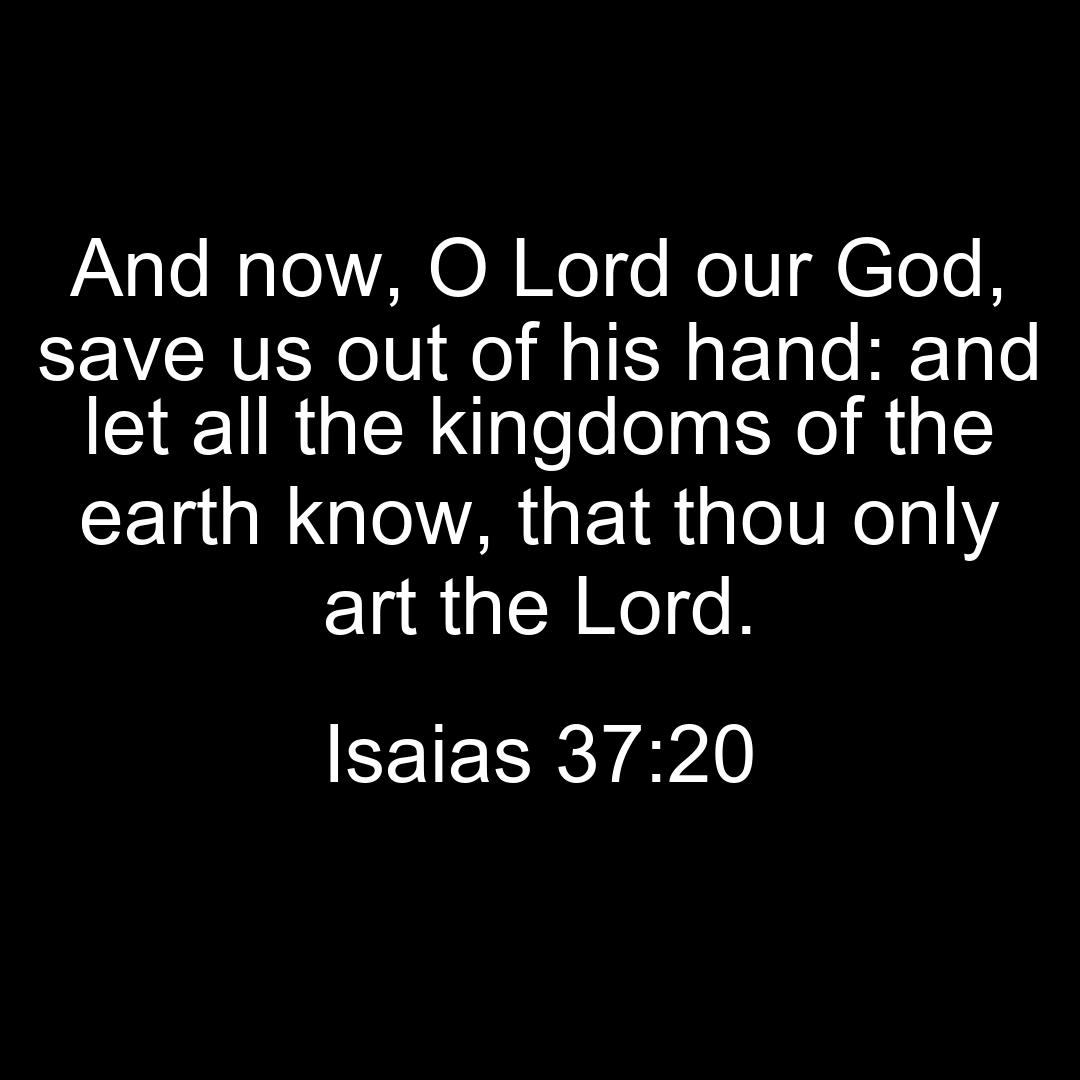 And now, O Lord our God,
save us out of his hand: and
let all the kingdoms of the
earth know, that thou only
art the Lord.
Isaias 37:20